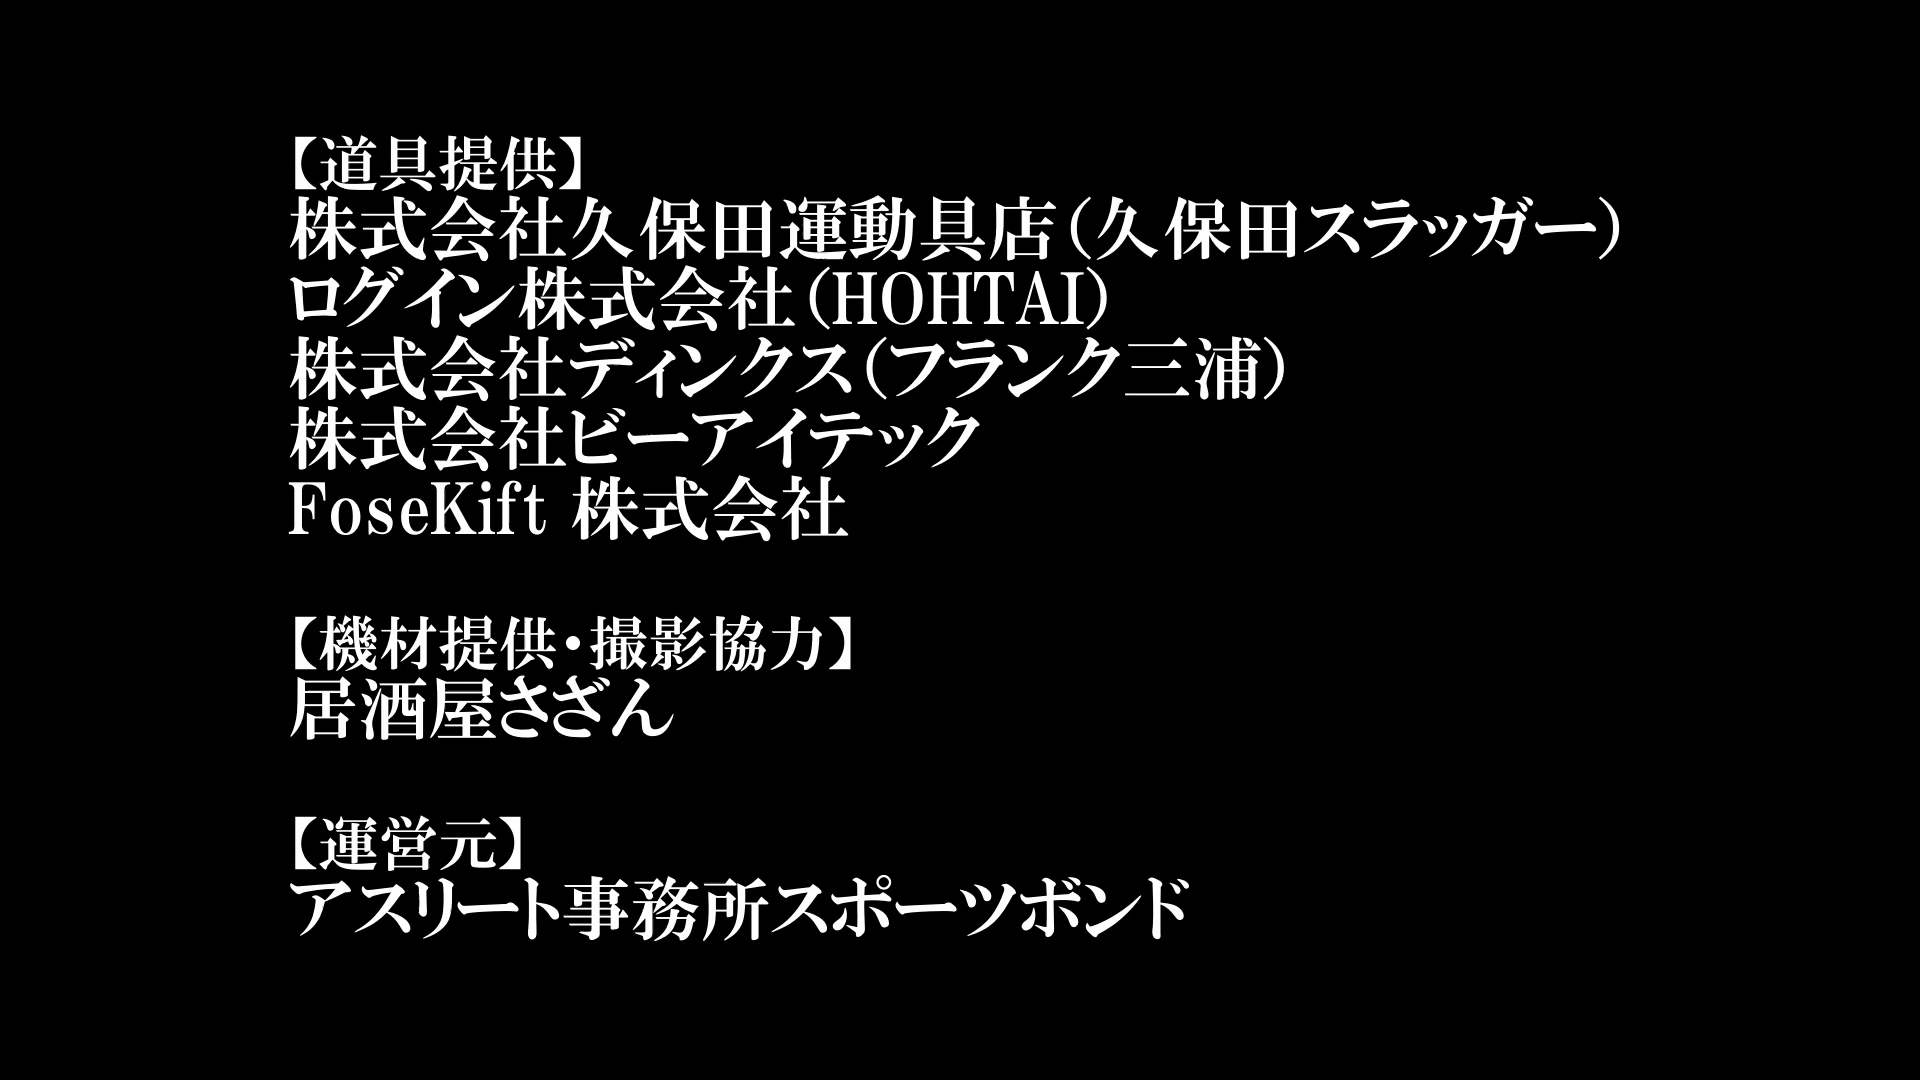 【道具提供】
株式会社久保田運動具店（久保田スラッガー）
ログイン株式会社（HOHTAI）
株式会社ディンクス（フランク三浦）
株式会社ビーアイテック
FoseKift 株式会社
【機材提供・撮影協力】
居酒屋さざん
【運営元】
アスリート事務所スポーツボンド